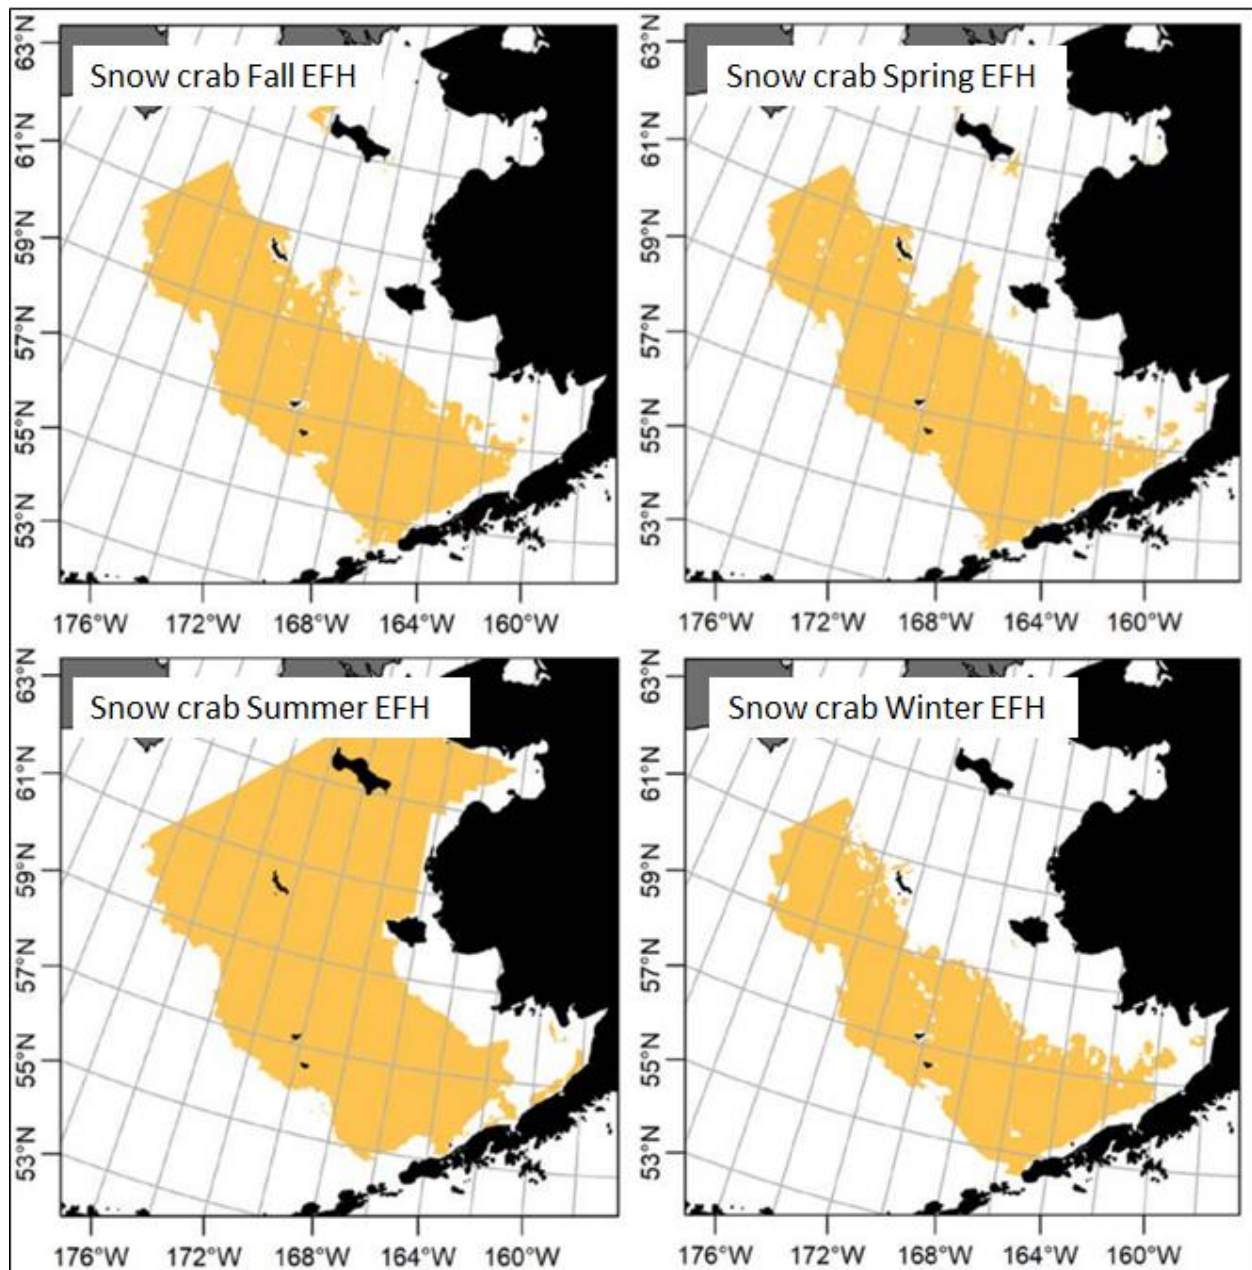 Snow crab Fall EFH
63°N
61°N
59°N
57°N
55°N
53°N
176°W 172°W 168°W 164°W 160°W
Snow crab Spring EFH
63°N
61°N
59°N
57°N
55°N
53°N
176°W 172°W 168°W 164°W 160°W
Snow crab Summer EFH
63°N
61°N
59°N
57°N
55°N
53°N
176°W 172°W 168°W 164°W 160°W
Snow crab Winter EFH
63°N
61°N
59°N
57°N
55°N
53°N
176°W 172°W 168°W 164°W 160°W